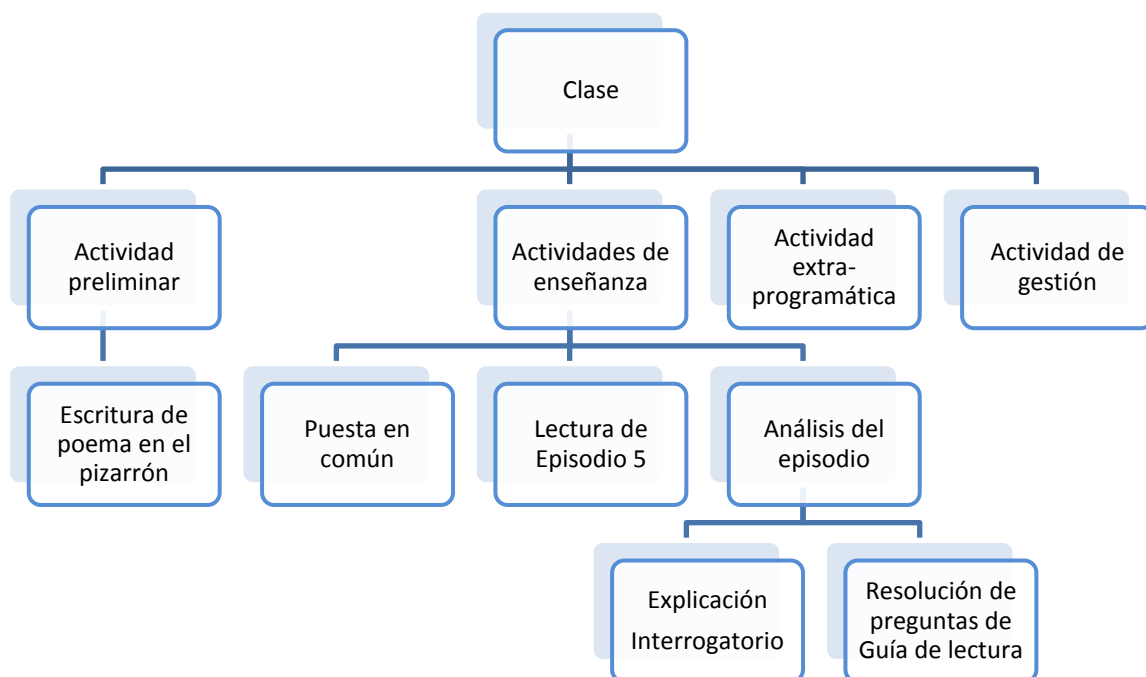 Clase
Actividad
preliminar
Actividades de
enseñanza
Actividad
extra-
programática
Actividad de
gestión
Escritura de
poema en el
pizarrón
Puesta en
común
Lectura de
Episodio 5
Análisis del
episodio
Explicación
Interrogatorio
Resolución de
preguntas de
Guía de lectura